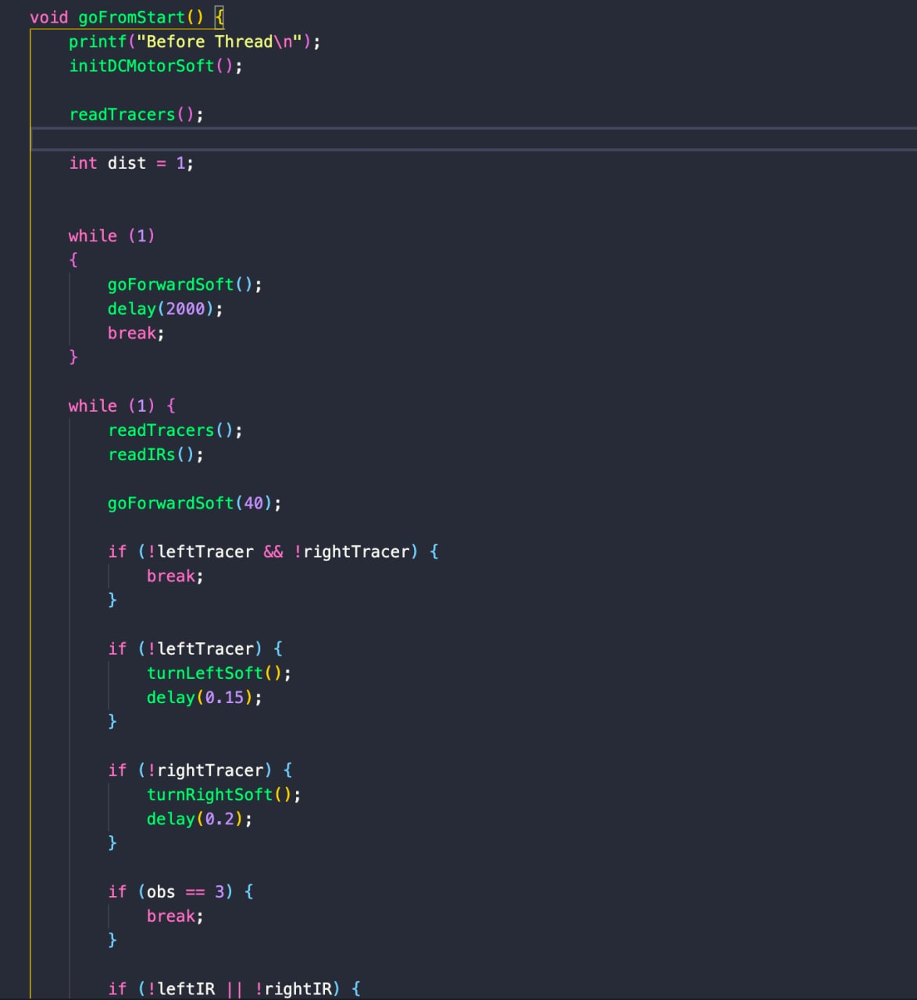 void goFromStart() {
printf("Before Thread\n");
initDCMotorSoft();
readTracers();
int dist = 1;
while (1)
{
goForwardSoft();
delay(2000);
break;
}
while (1) {
readTracers();
readIRs();
goForwardSoft(40);
if (!leftTracer && !rightTracer) {
break;
}
if (!leftTracer) {
turnLeftSoft();
delay(0.15);
}
if (!rightTracer) {
turnRightSoft();
delay(0.2);
}
if (obs == 3) {
break;
}
if (!leftIR || !rightIR) {